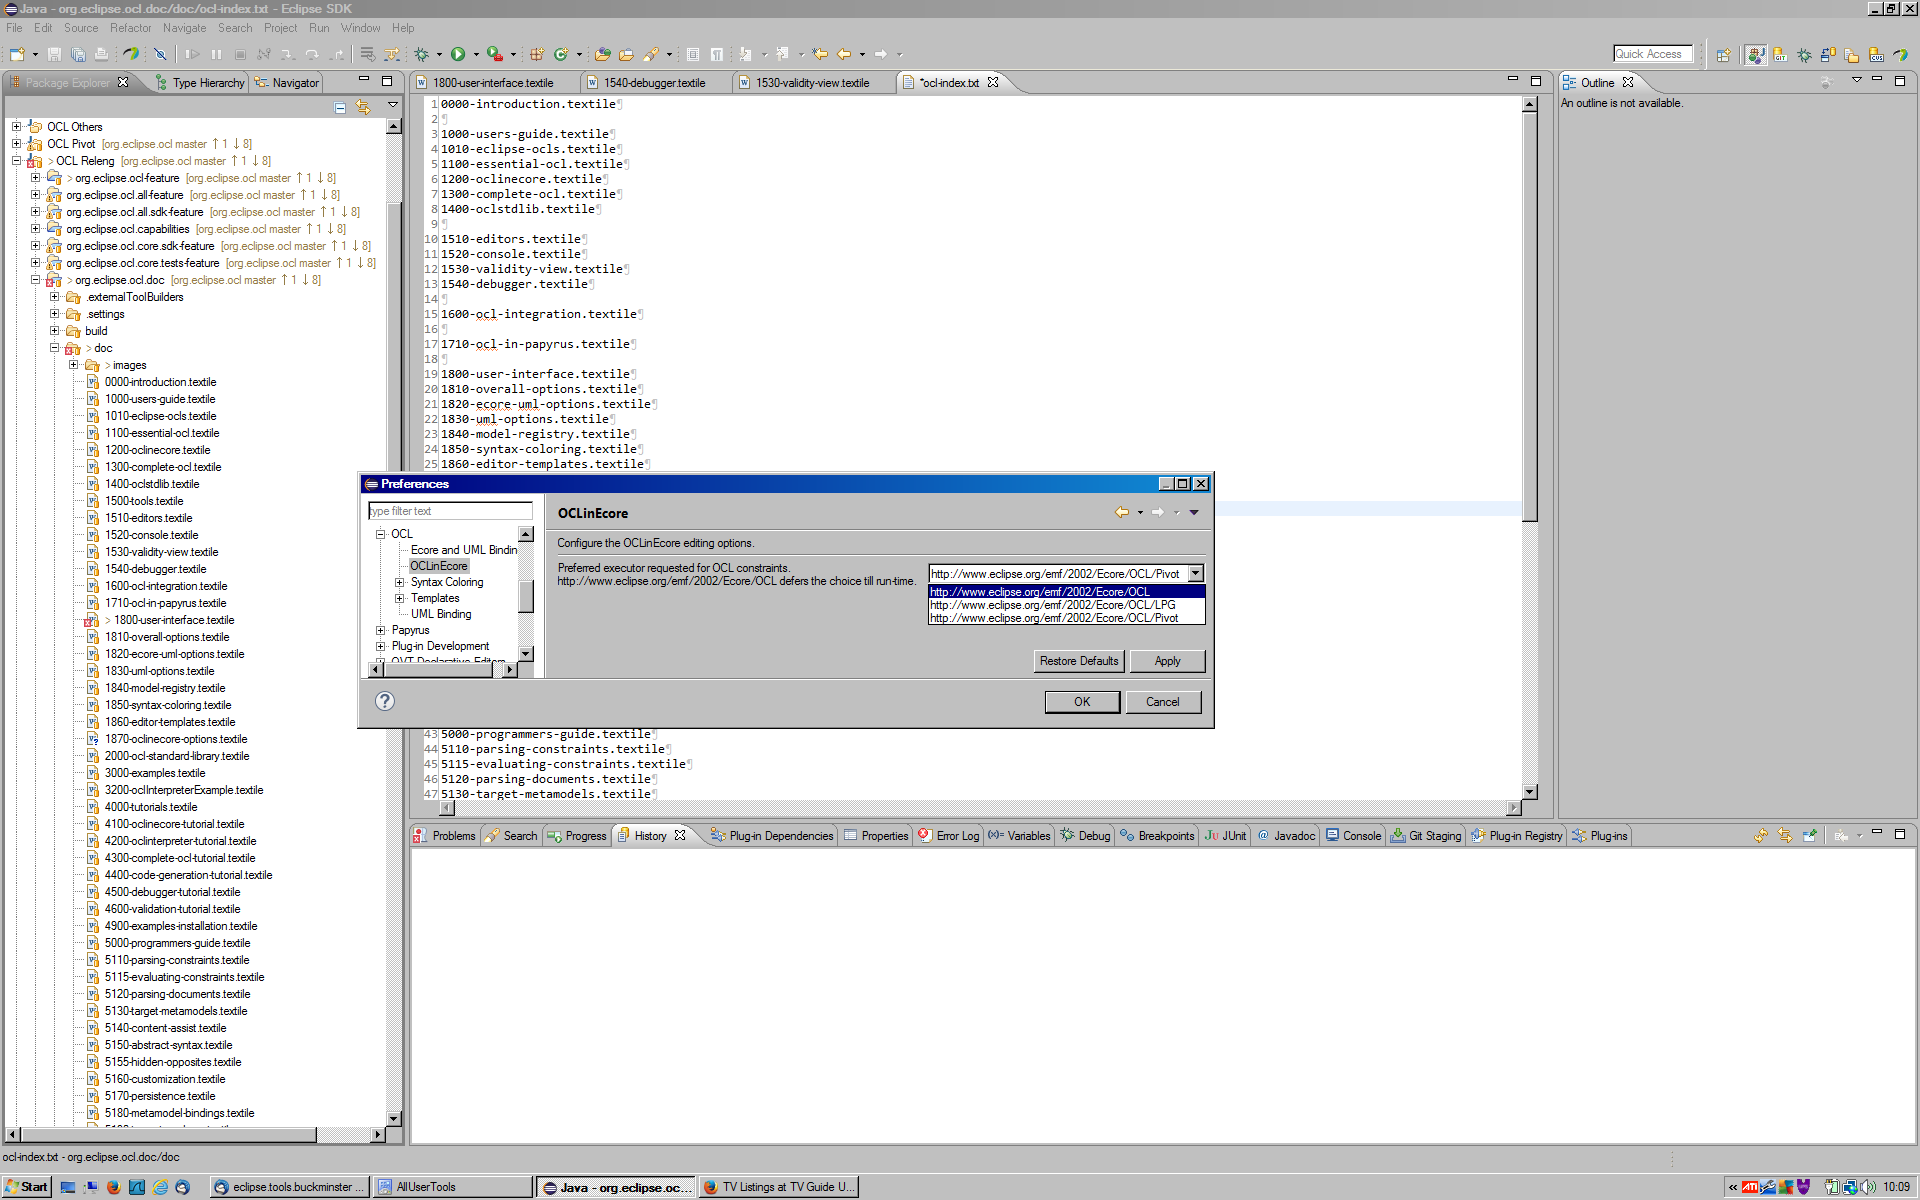 Java - org.eclipse.ocl.doc/doc/ocl-index.txt - Eclipse SDK
File Edit Source Refactor Navigate Search Project Run Window Help
Quick Access
Package Explorer Type Hierarchy Navigator
OCL Others
OCL Pivot [org.eclipse.ocl master ↑1 ↓8]
> OCL Releng [org.eclipse.ocl master ↑1 ↓8]
> org.eclipse.ocl-feature [org.eclipse.ocl master ↑1 ↓8]
org.eclipse.ocl.all-feature [org.eclipse.ocl master ↑1 ↓8]
org.eclipse.ocl.all.sdk-feature [org.eclipse.ocl master ↑1 ↓8]
org.eclipse.ocl.capabilities [org.eclipse.ocl master ↑1 ↓8]
org.eclipse.ocl.core.sdk-feature [org.eclipse.ocl master ↑1 ↓8]
org.eclipse.ocl.core.tests-feature [org.eclipse.ocl master ↑1 ↓8]
> org.eclipse.ocl.doc [org.eclipse.ocl master ↑1 ↓8]
.externalToolBuilders
.settings
build
> doc
> images
0000-introduction.textile
1000-users-guide.textile
1010-eclipse-ocls.textile
1100-essential-ocl.textile
1200-oclinecore.textile
1300-complete-ocl.textile
1400-oclstdlib.textile
1500-tools.textile
1510-editors.textile
1520-console.textile
1530-validity-view.textile
1540-debugger.textile
1600-ocl-integration.textile
1710-ocl-in-papyrus.textile
> 1800-user-interface.textile
1810-overall-options.textile
1820-ecore-uml-options.textile
1830-uml-options.textile
1840-model-registry.textile
1850-syntax-coloring.textile
1860-editor-templates.textile
1870-oclinecore-options.textile
2000-ocl-standard-library.textile
3000-examples.textile
3200-oclInterpreterExample.textile
4000-tutorials.textile
4100-oclinecore-tutorial.textile
4200-oclinterpreter-tutorial.textile
4300-complete-ocl-tutorial.textile
4400-code-generation-tutorial.textile
4500-debugger-tutorial.textile
4600-validation-tutorial.textile
4900-examples-installation.textile
5000-programmers-guide.textile
5110-parsing-constraints.textile
5115-evaluating-constraints.textile
5120-parsing-documents.textile
5130-target-metamodels.textile
5140-content-assist.textile
5150-abstract-syntax.textile
5155-hidden-opposites.textile
5160-customization.textile
5170-persistence.textile
5180-metamodel-bindings.textile
1800-user-interface.textile 1540-debugger.textile 1530-validity-view.textile *ocl-index.txt
1 0000-introduction.textile¶
2 ¶
3 1000-users-guide.textile¶
4 1010-eclipse-ocls.textile¶
5 1100-essential-ocl.textile¶
6 1200-oclinecore.textile¶
7 1300-complete-ocl.textile¶
8 1400-oclstdlib.textile¶
9 ¶
10 1510-editors.textile¶
11 1520-console.textile¶
12 1530-validity-view.textile¶
13 1540-debugger.textile¶
14 ¶
15 1600-ocl-integration.textile¶
16 ¶
17 1710-ocl-in-papyrus.textile¶
18 ¶
19 1800-user-interface.textile¶
20 1810-overall-options.textile¶
21 1820-ecore-uml-options.textile¶
22 1830-uml-options.textile¶
23 1840-model-registry.textile¶
24 1850-syntax-coloring.textile¶
25 1860-editor-templates.textile¶
Preferences
type filter text
OCL
Ecore and UML Bindin
OCLinEcore
Syntax Coloring
Templates
UML Binding
Papyrus
Plug-in Development
QVT Declarative Editors
OCLinEcore
Configure the OCLinEcore editing options.
Preferred executor requested for OCL constraints.
http://www.eclipse.org/emf/2002/Ecore/OCL defers the choice till run-time.
http://www.eclipse.org/emf/2002/Ecore/OCL/Pivot
http://www.eclipse.org/emf/2002/Ecore/OCL
http://www.eclipse.org/emf/2002/Ecore/OCL/LPG
http://www.eclipse.org/emf/2002/Ecore/OCL/Pivot
Restore Defaults Apply
OK Cancel
43 5000-programmers-guide.textile¶
44 5110-parsing-constraints.textile¶
45 5115-evaluating-constraints.textile¶
46 5120-parsing-documents.textile¶
47 5130-target-metamodels.textile¶
Outline
An outline is not available.
Problems Search Progress History Plug-in Dependencies Properties Error Log Variables Debug Breakpoints JUnit Javadoc Console Git Staging Plug-in Registry Plug-ins
ocl-index.txt - org.eclipse.ocl.doc/doc
Start eclipse.tools.buckminster ... AllUserTools Java - org.eclipse.oc... TV Listings at TV Guide U... 10:09